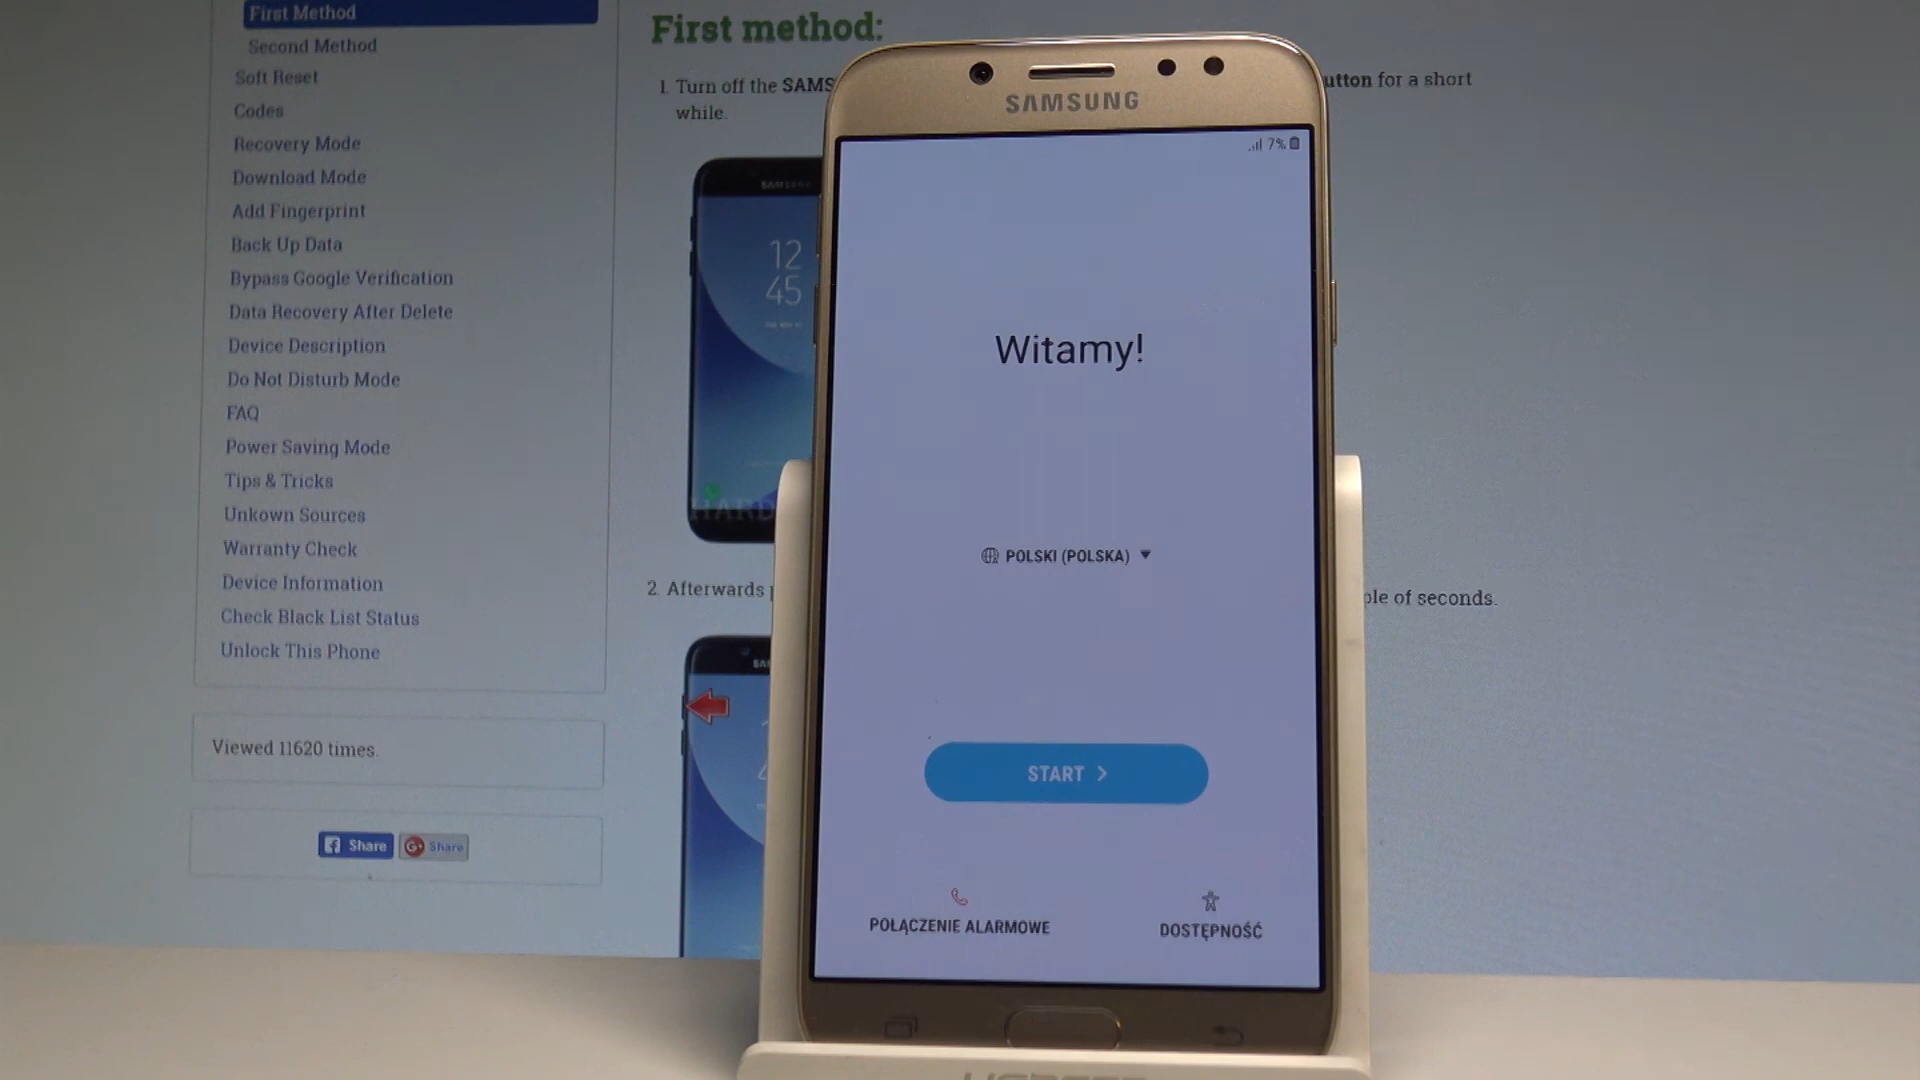 First Method
Second Method
Soft Reset
Codes
Recovery Mode
Download Mode
Add Fingerprint
Back Up Data
Bypass Google Verification
Data Recovery After Delete
Device Description
Do Not Disturb Mode
FAQ
Power Saving Mode
Tips & Tricks
Unkown Sources
Warranty Check
Device Information
Check Black List Status
Unlock This Phone
Viewed 11620 times.
Share
Share
First method:
1. Turn off the SAMS
utton for a short
while.
SAMSUNG
12
45
HARD
2. Afterwards
ple of seconds.
SAMSUNG
7%
Witamy!
POLSKI (POLSKA)
START
POŁĄCZENIE ALARMOWE
DOSTĘPNOŚĆ